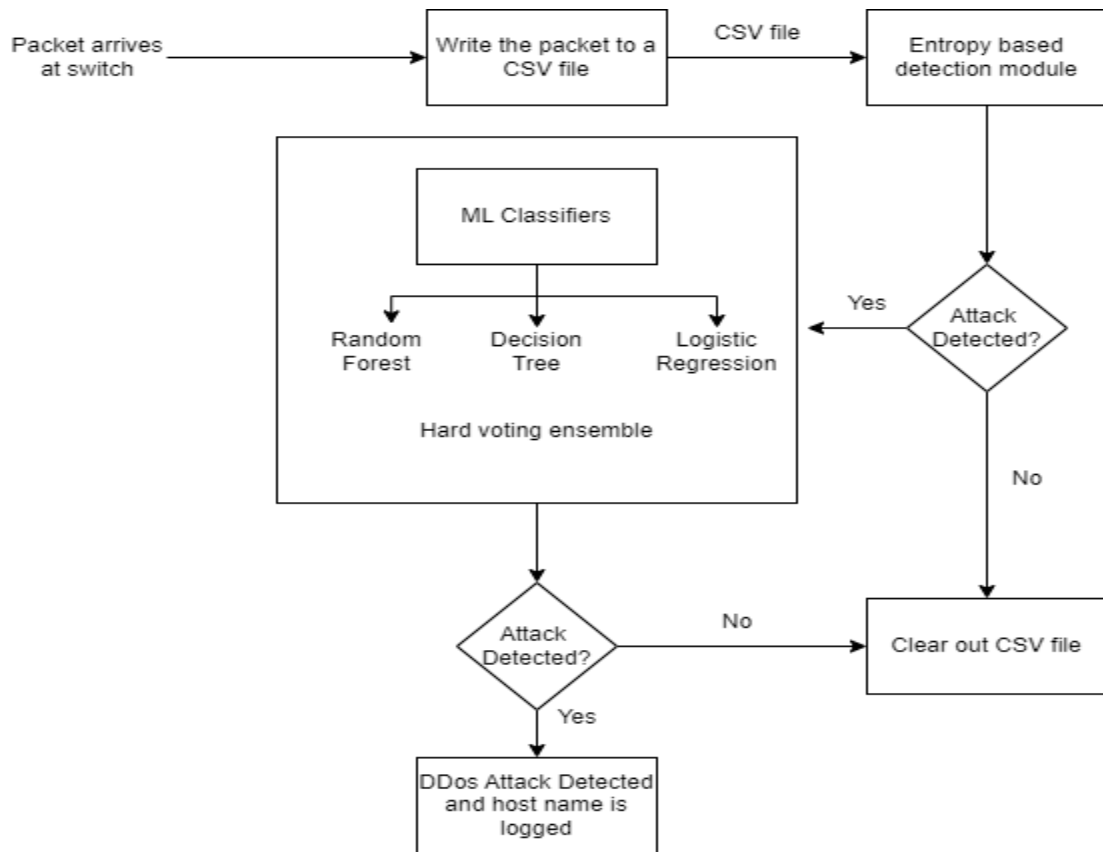 Packet arrives
at switch
Write the packet to a
CSV file
CSV file
Entropy based
detection module
ML Classifiers
Random
Forest
Decision
Tree
Logistic
Regression
Hard voting ensemble
Yes
Attack
Detected?
No
Attack
Detected?
No
Clear out CSV file
Yes
DDos Attack Detected
and host name is
logged